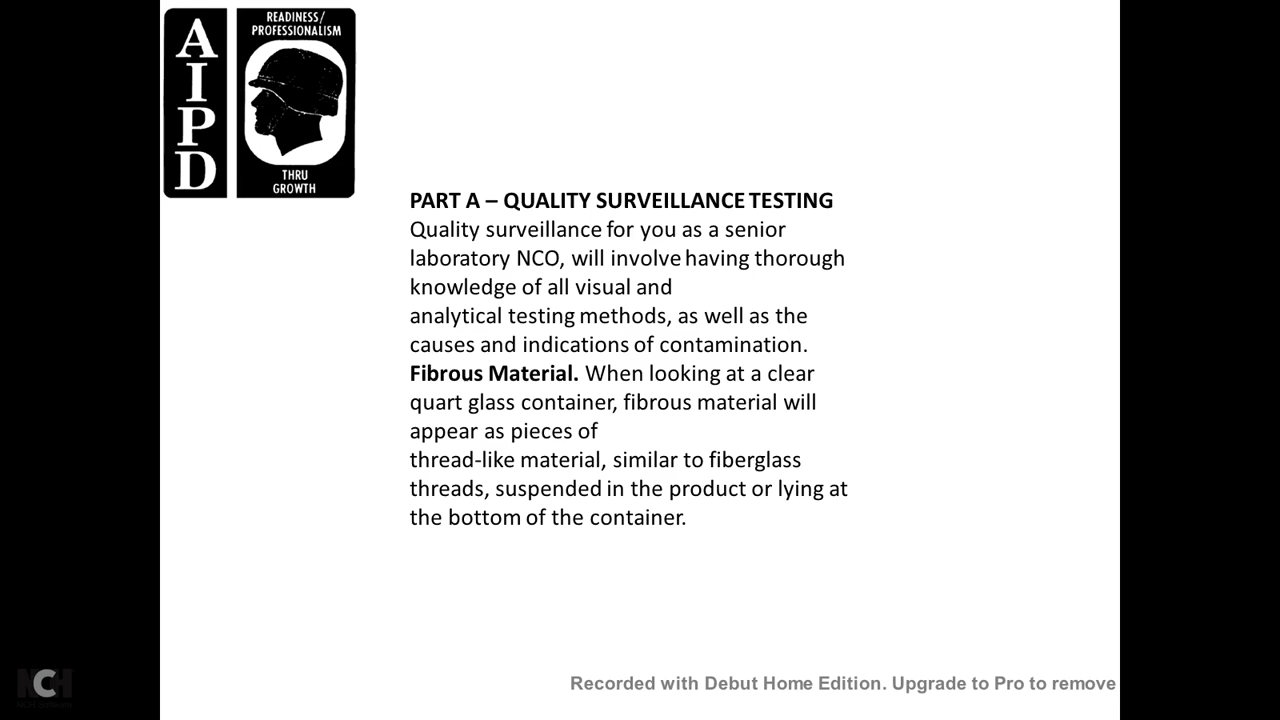 AIPD
READINESS/
PROFESSIONALISM
THRU
GROWTH
PART A – QUALITY SURVEILLANCE TESTING
Quality surveillance for you as a senior
laboratory NCO, will involve having thorough
knowledge of all visual and
analytical testing methods, as well as the
causes and indications of contamination.
Fibrous Material. When looking at a clear
quart glass container, fibrous material will
appear as pieces of
thread-like material, similar to fiberglass
threads, suspended in the product or lying at
the bottom of the container.
NCH
Recorded with Debut Home Edition. Upgrade to Pro to remove